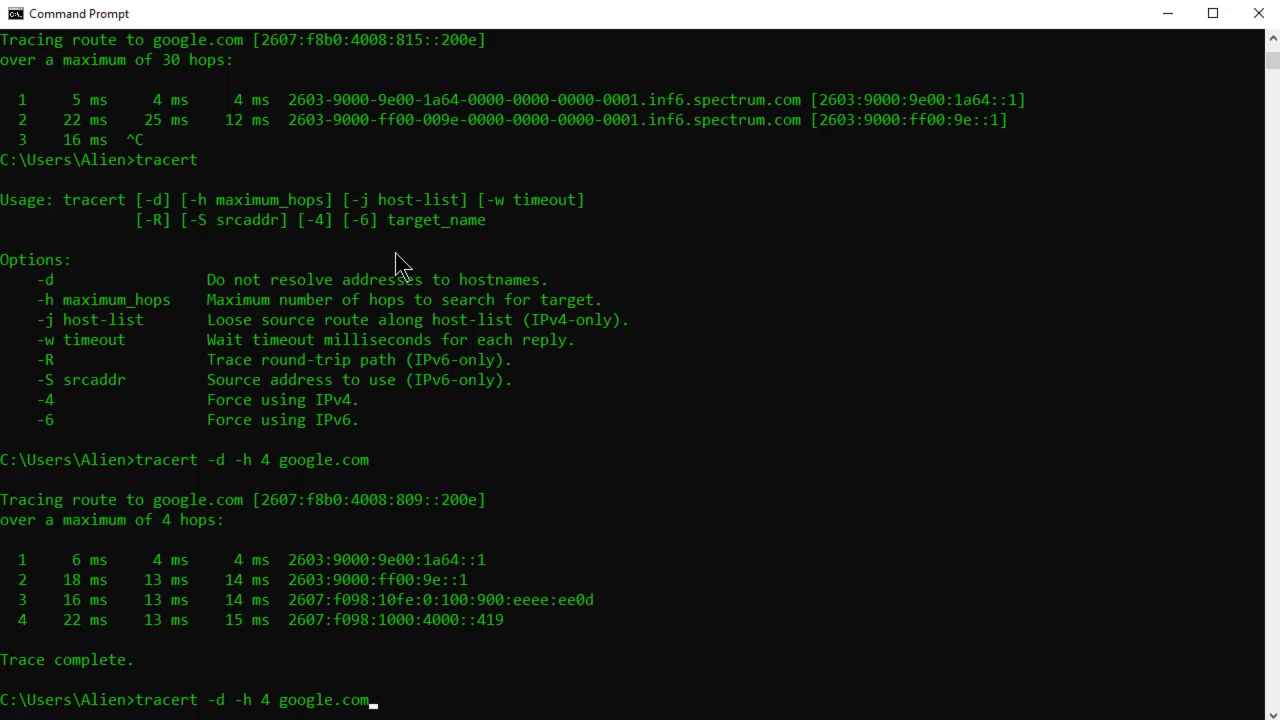 Command Prompt
Tracing route to google.com [2607:f8b0:4008:815::200e]
over a maximum of 30 hops:
1 5 ms 4 ms 4 ms 2603-9000-9e00-1a64-0000-0000-0000-0001.inf6.spectrum.com [2603:9000:9e00:1a64::1]
2 22 ms 25 ms 12 ms 2603-9000-ff00-009e-0000-0000-0000-0001.inf6.spectrum.com [2603:9000:ff00:9e::1]
3 16 ms ^C
C:\Users\Alien>tracert
Usage: tracert [-d] [-h maximum_hops] [-j host-list] [-w timeout]
[-R] [-S srcaddr] [-4] [-6] target_name
Options:
-d Do not resolve addresses to hostnames.
-h maximum_hops Maximum number of hops to search for target.
-j host-list Loose source route along host-list (IPv4-only).
-w timeout Wait timeout milliseconds for each reply.
-R Trace round-trip path (IPv6-only).
-S srcaddr Source address to use (IPv6-only).
-4 Force using IPv4.
-6 Force using IPv6.
C:\Users\Alien>tracert -d -h 4 google.com
Tracing route to google.com [2607:f8b0:4008:809::200e]
over a maximum of 4 hops:
1 6 ms 4 ms 4 ms 2603:9000:9e00:1a64::1
2 18 ms 13 ms 14 ms 2603:9000:ff00:9e::1
3 16 ms 13 ms 14 ms 2607:f098:10fe:0:100:900:eeee:ee0d
4 22 ms 13 ms 15 ms 2607:f098:1000:4000::419
Trace complete.
C:\Users\Alien>tracert -d -h 4 google.com